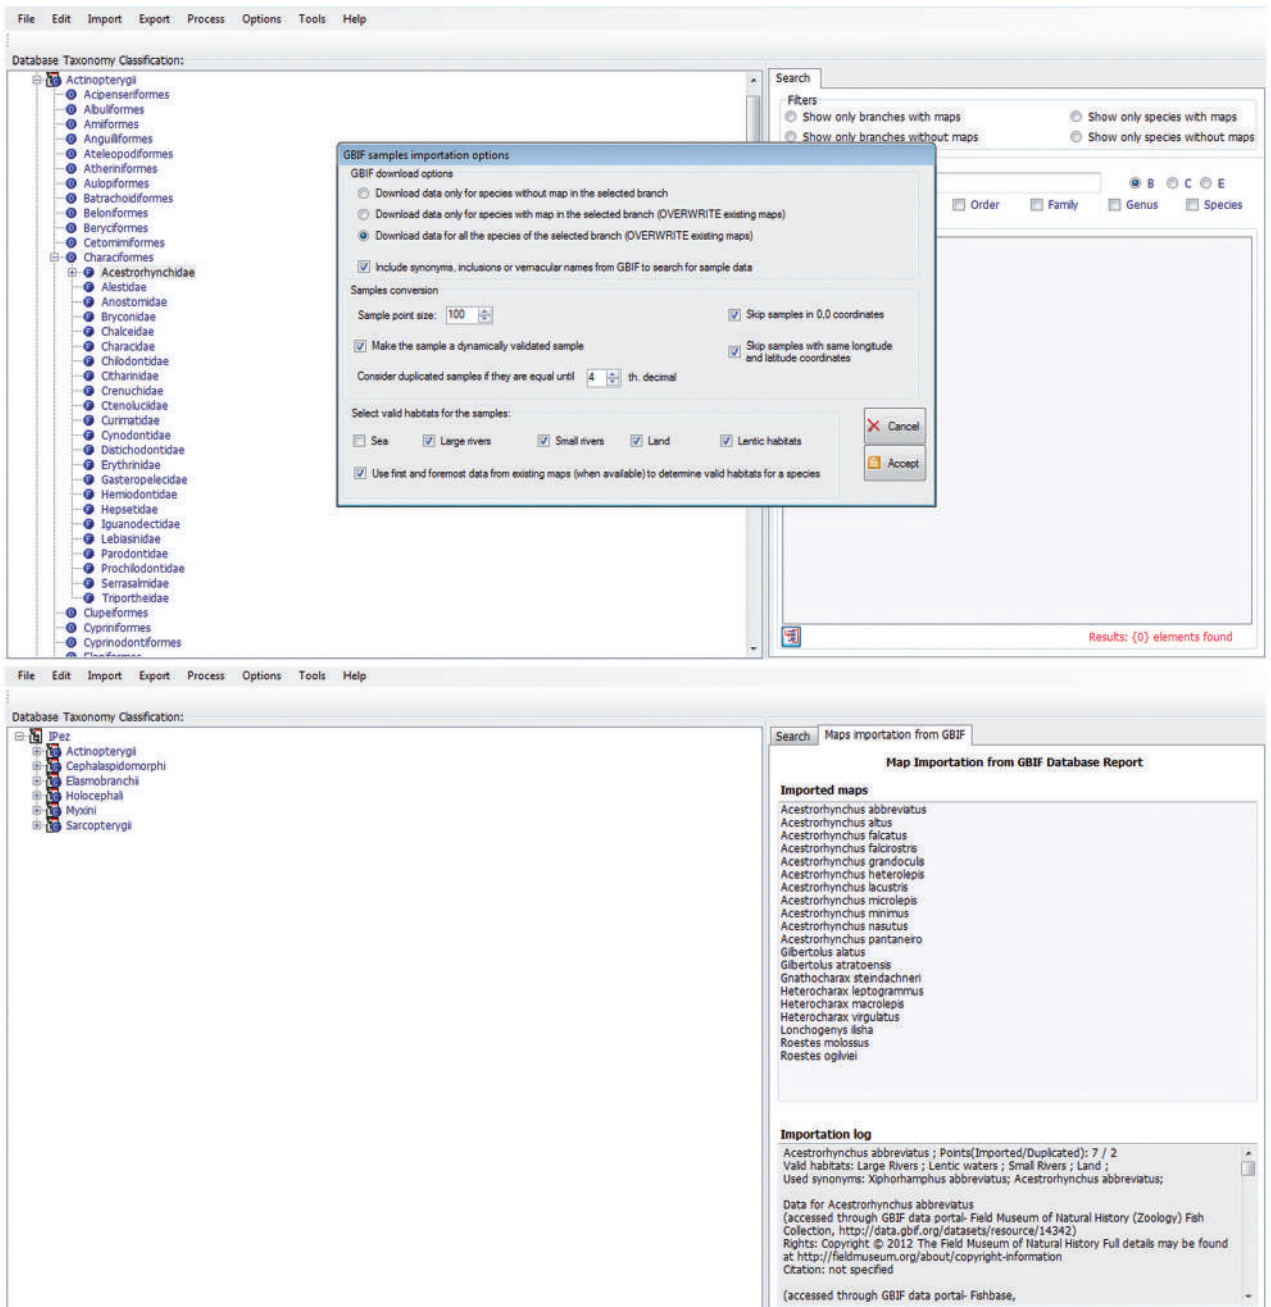 File Edit Import Export Process Options Tools Help
Database Taxonomy Classification:
Actinopterygii
Acipenseriformes
Albuliformes
Amiiformes
Anguilliformes
Ateleopodiformes
Atheriniformes
Aulopiformes
Batrachoidiformes
Beloniformes
Beryciformes
Cetomimiformes
Characiformes
Acestrorhynchidae
Alestidae
Anostomidae
Bryconidae
Chalceidae
Characidae
Chilodontidae
Citharinidae
Crenuchidae
Ctenoluciidae
Curimatidae
Cynodontidae
Distichodontidae
Erythrinidae
Gasteropelecidae
Hemiodontidae
Hepsetidae
Iguanodectidae
Lebiasinidae
Parodontidae
Prochilodontidae
Serrasalmidae
Triportheidae
Clupeiformes
Cypriniformes
Cyprinodontiformes
GBIF samples importation options
GBIF download options
Download data only for species without map in the selected branch
Download data only for species with map in the selected branch (OVERWRITE existing maps)
Download data for all the species of the selected branch (OVERWRITE existing maps)
Include synonyms, inclusions or vernacular names from GBIF to search for sample data
Samples conversion
Sample point size: 100
Skip samples in 0,0 coordinates
Make the sample a dynamically validated sample
Skip samples with same longitude
and latitude coordinates
Consider duplicated samples if they are equal until 4 th. decimal
Select valid habitats for the samples:
Sea Large rivers Small rivers Land Lentic habitats
Use first and foremost data from existing maps (when available) to determine valid habitats for a species
Cancel
Accept
Search
Filters
Show only branches with maps Show only species with maps
Show only branches without maps Show only species without maps
B C E
Order Family Genus Species
Results: {0} elements found
File Edit Import Export Process Options Tools Help
Database Taxonomy Classification:
IPez
Actinopterygii
Cephalaspidomorphi
Elasmobranchii
Holocephali
Myxini
Sarcopterygii
Search Maps importation from GBIF
Map Importation from GBIF Database Report
Imported maps
Acestrorhynchus abbreviatus
Acestrorhynchus altus
Acestrorhynchus falcatus
Acestrorhynchus falcirostris
Acestrorhynchus grandoculis
Acestrorhynchus heterolepis
Acestrorhynchus lacustris
Acestrorhynchus microlepis
Acestrorhynchus minimus
Acestrorhynchus nasutus
Acestrorhynchus pantaneiro
Gilbertolus alatus
Gilbertolus atratoensis
Gnathocharax steindachneri
Heterocharax leptogrammus
Heterocharax macrolepis
Heterocharax virgulatus
Lonchogenys ilisha
Roestes molossus
Roestes ogilviei
Importation log
Acestrorhynchus abbreviatus ; Points(Imported/Duplicated): 7 / 2
Valid habitats: Large Rivers ; Lentic waters ; Small Rivers ; Land ;
Used synonyms: Xiphorhamphus abbreviatus; Acestrorhynchus abbreviatus;
Data for Acestrorhynchus abbreviatus
(accessed through GBIF data portal- Field Museum of Natural History (Zoology) Fish
Collection, http://data.gbif.org/datasets/resource/14342)
Rights: Copyright © 2012 The Field Museum of Natural History Full details may be found
at http://fieldmuseum.org/about/copyright-information
Citation: not specified
(accessed through GBIF data portal- Fishbase,